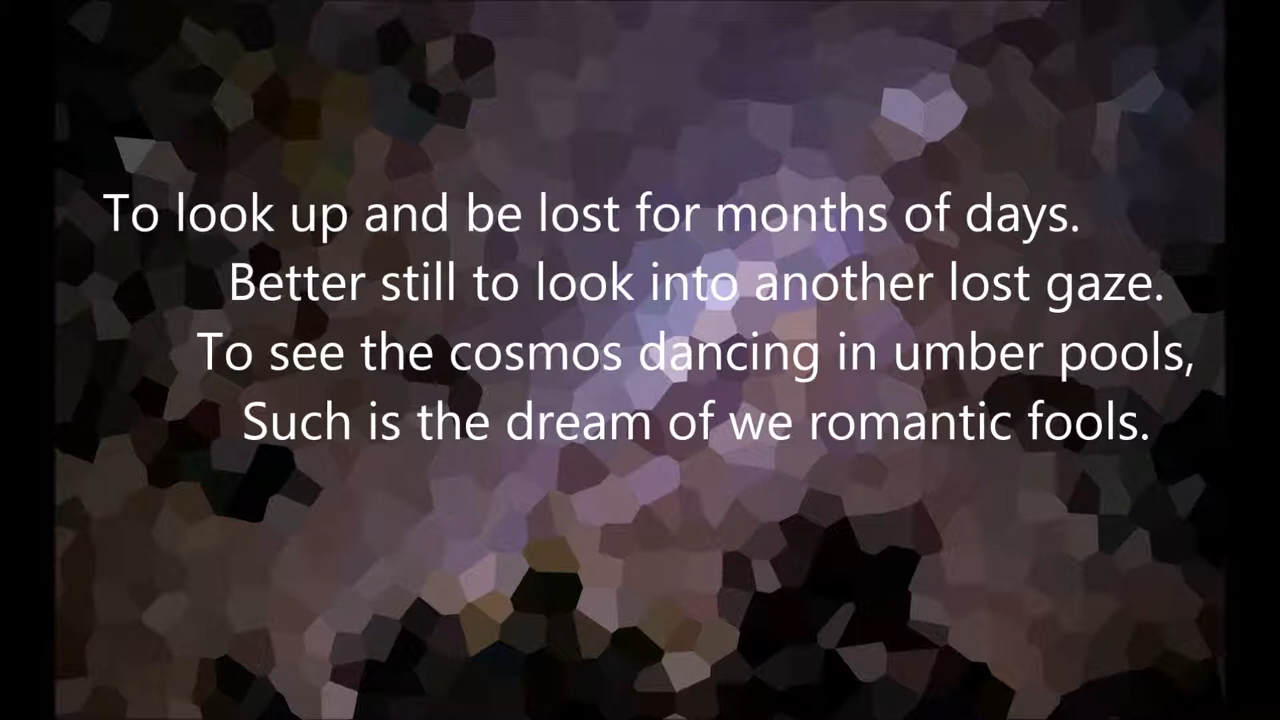 To look up and be lost for months of days.
Better still to look into another lost gaze.
To see the cosmos dancing in umber pools,
Such is the dream of we romantic fools.